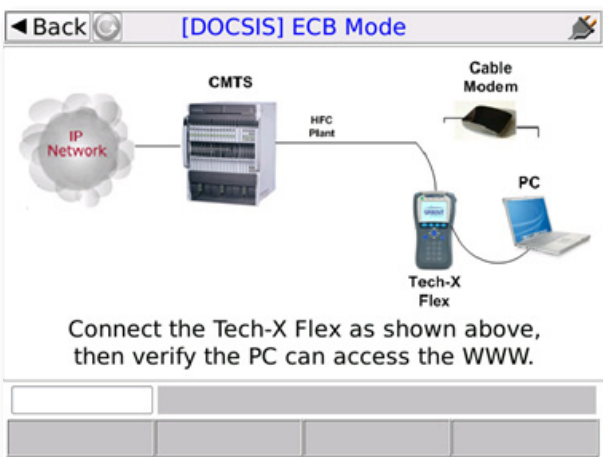 Back
[DOCSIS] ECB Mode
CMTS
Cable
Modem
IP
Network
HFC
Plant
PC
Tech-X
Flex
Connect the Tech-X Flex as shown above,
then verify the PC can access the WWW.